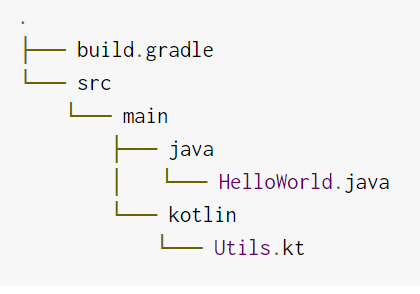 .
├── build.gradle
└── src
    └── main
        ├── java
        │   └── HelloWorld.java
        └── kotlin
            └── Utils.kt